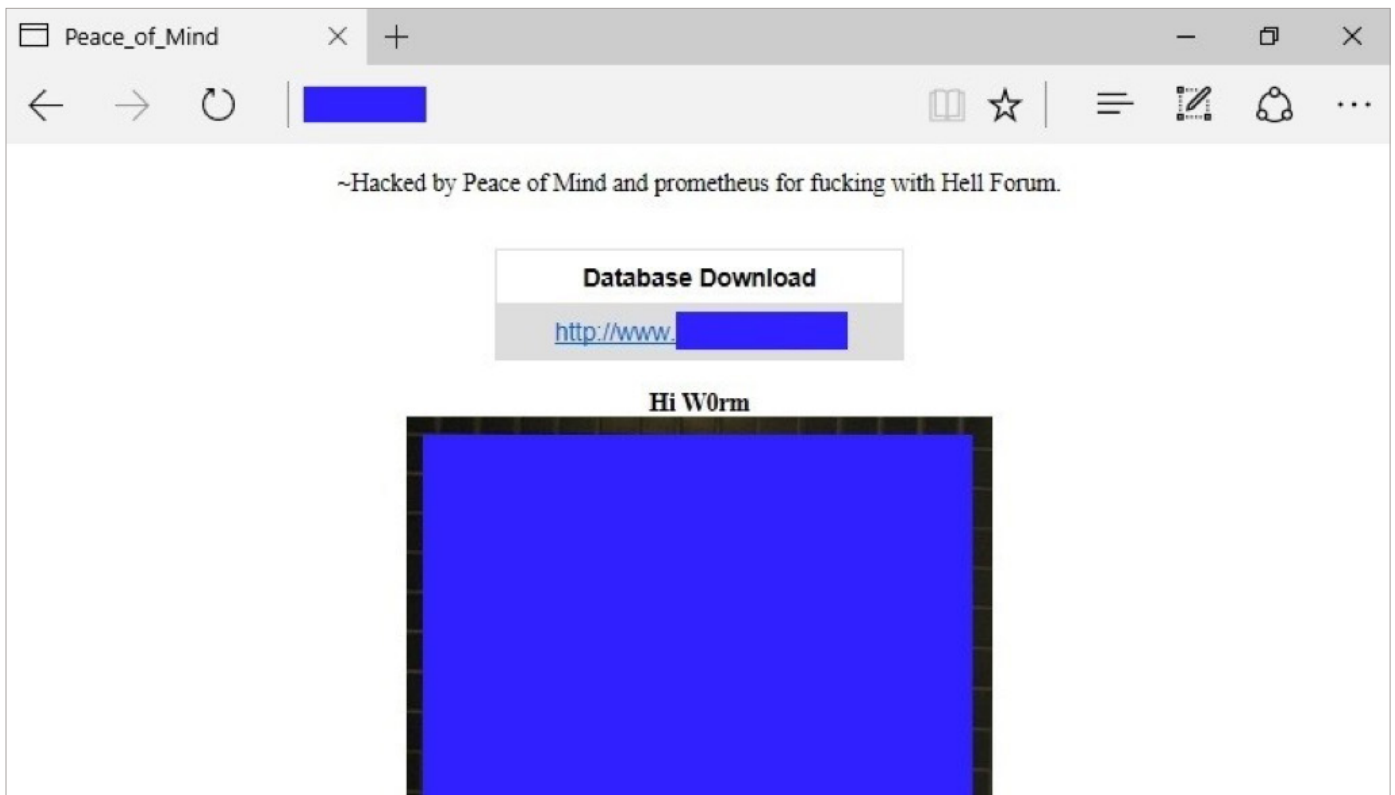 Peace_of_Mind
~Hacked by Peace of Mind and prometheus for fucking with Hell Forum.
Database Download
http://www.
Hi W0rm